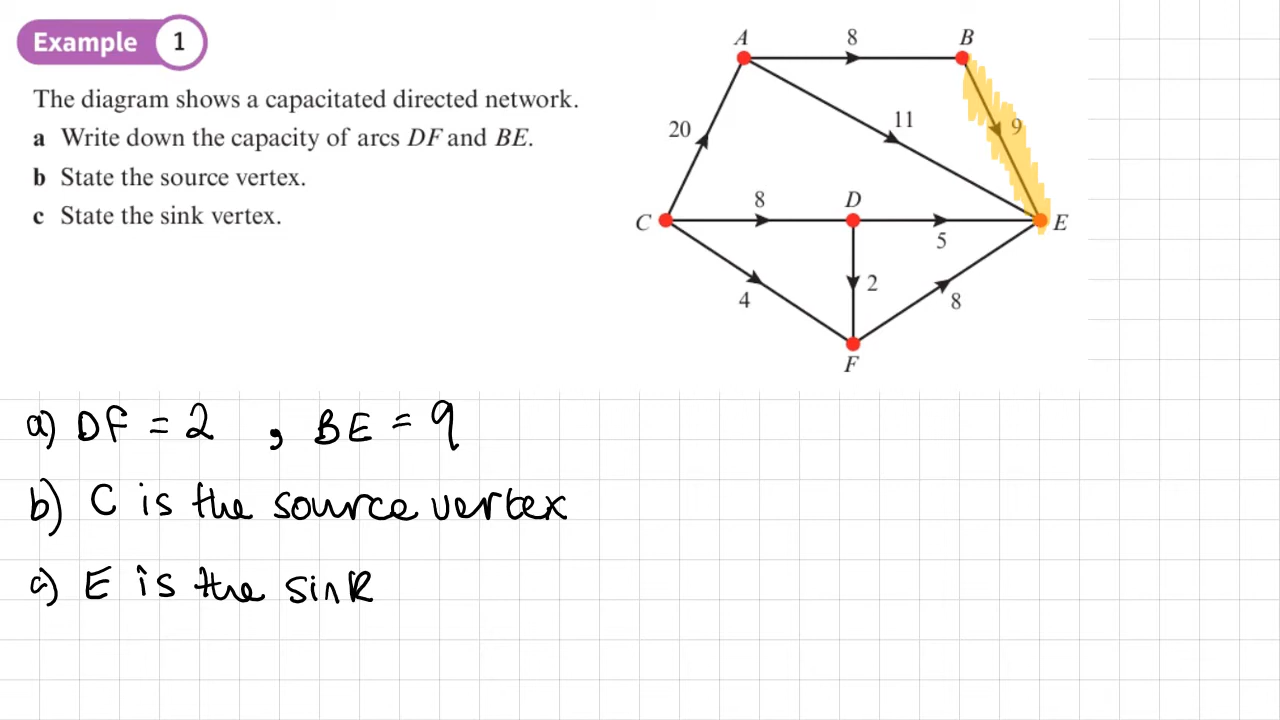 Example 1
The diagram shows a capacitated directed network.
a Write down the capacity of arcs DF and BE.
b State the source vertex.
c State the sink vertex.
A 8 B
20 11 9
C 8 D 5 E
4 2 8
F
a) DF = 2 , BE = 9
b) C is the source vertex
c) E is the sink